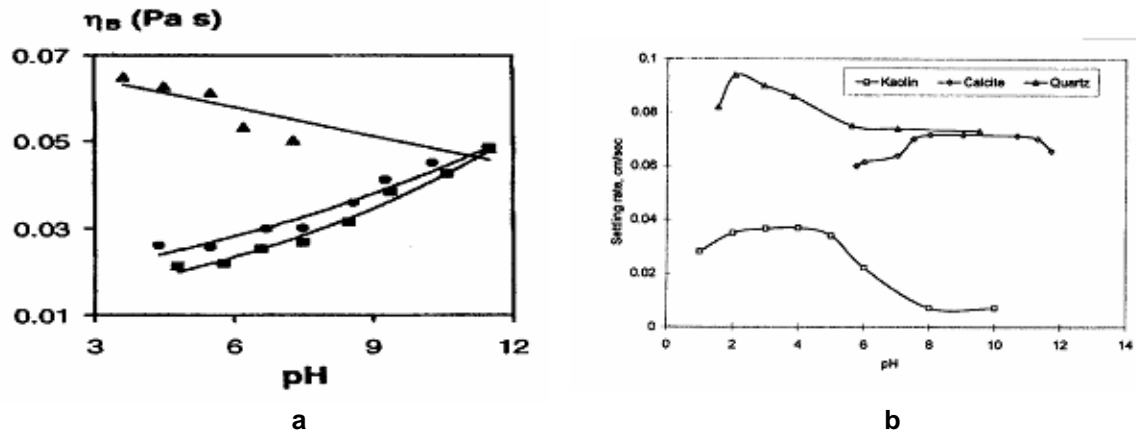 η_B (Pa s)
0.07
0.05
0.03
0.01
3 6 9 12
pH
a
0.1
Kaolin Calcite Quartz
0.08
0.06
0.04
0.02
0
Settling rate, cm/sec
0 2 4 6 8 10 12 14
pH
b